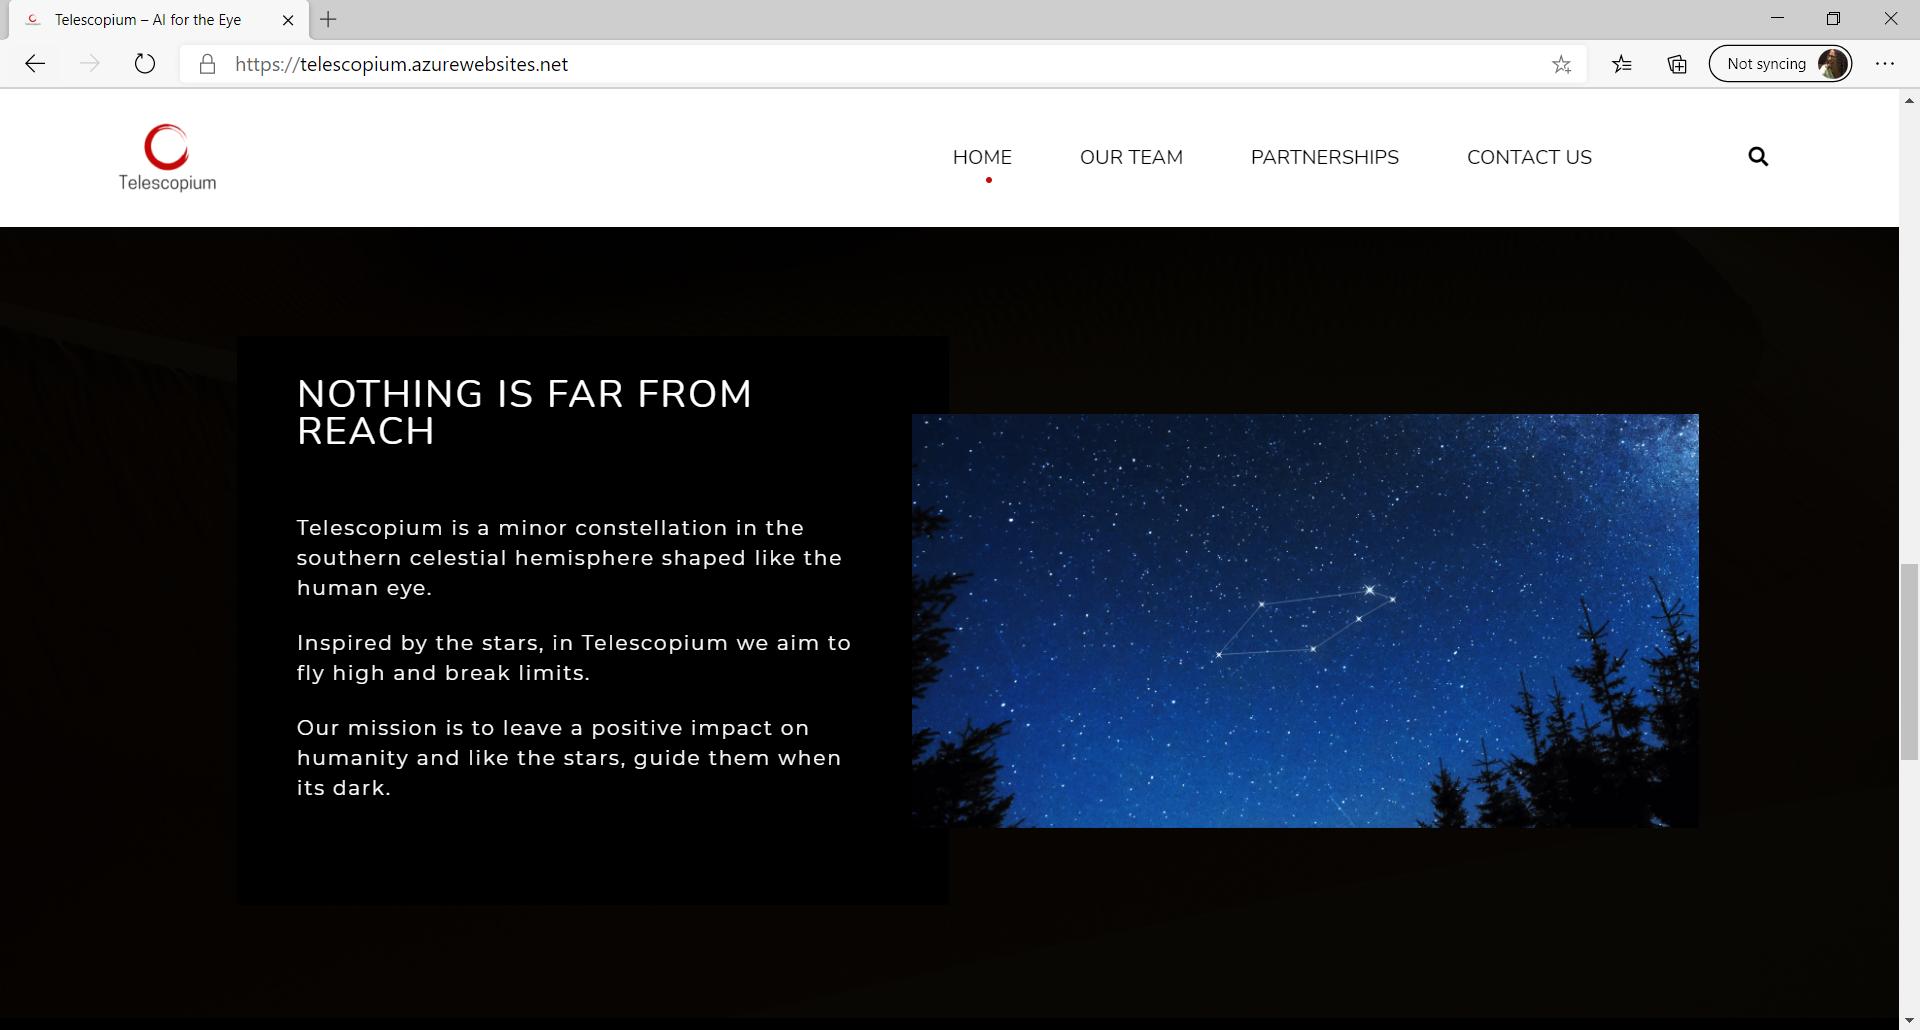 Telescopium – AI for the Eye
https://telescopium.azurewebsites.net
Not syncing
Telescopium
HOME
OUR TEAM
PARTNERSHIPS
CONTACT US
NOTHING IS FAR FROM
REACH
Telescopium is a minor constellation in the
southern celestial hemisphere shaped like the
human eye.
Inspired by the stars, in Telescopium we aim to
fly high and break limits.
Our mission is to leave a positive impact on
humanity and like the stars, guide them when
its dark.